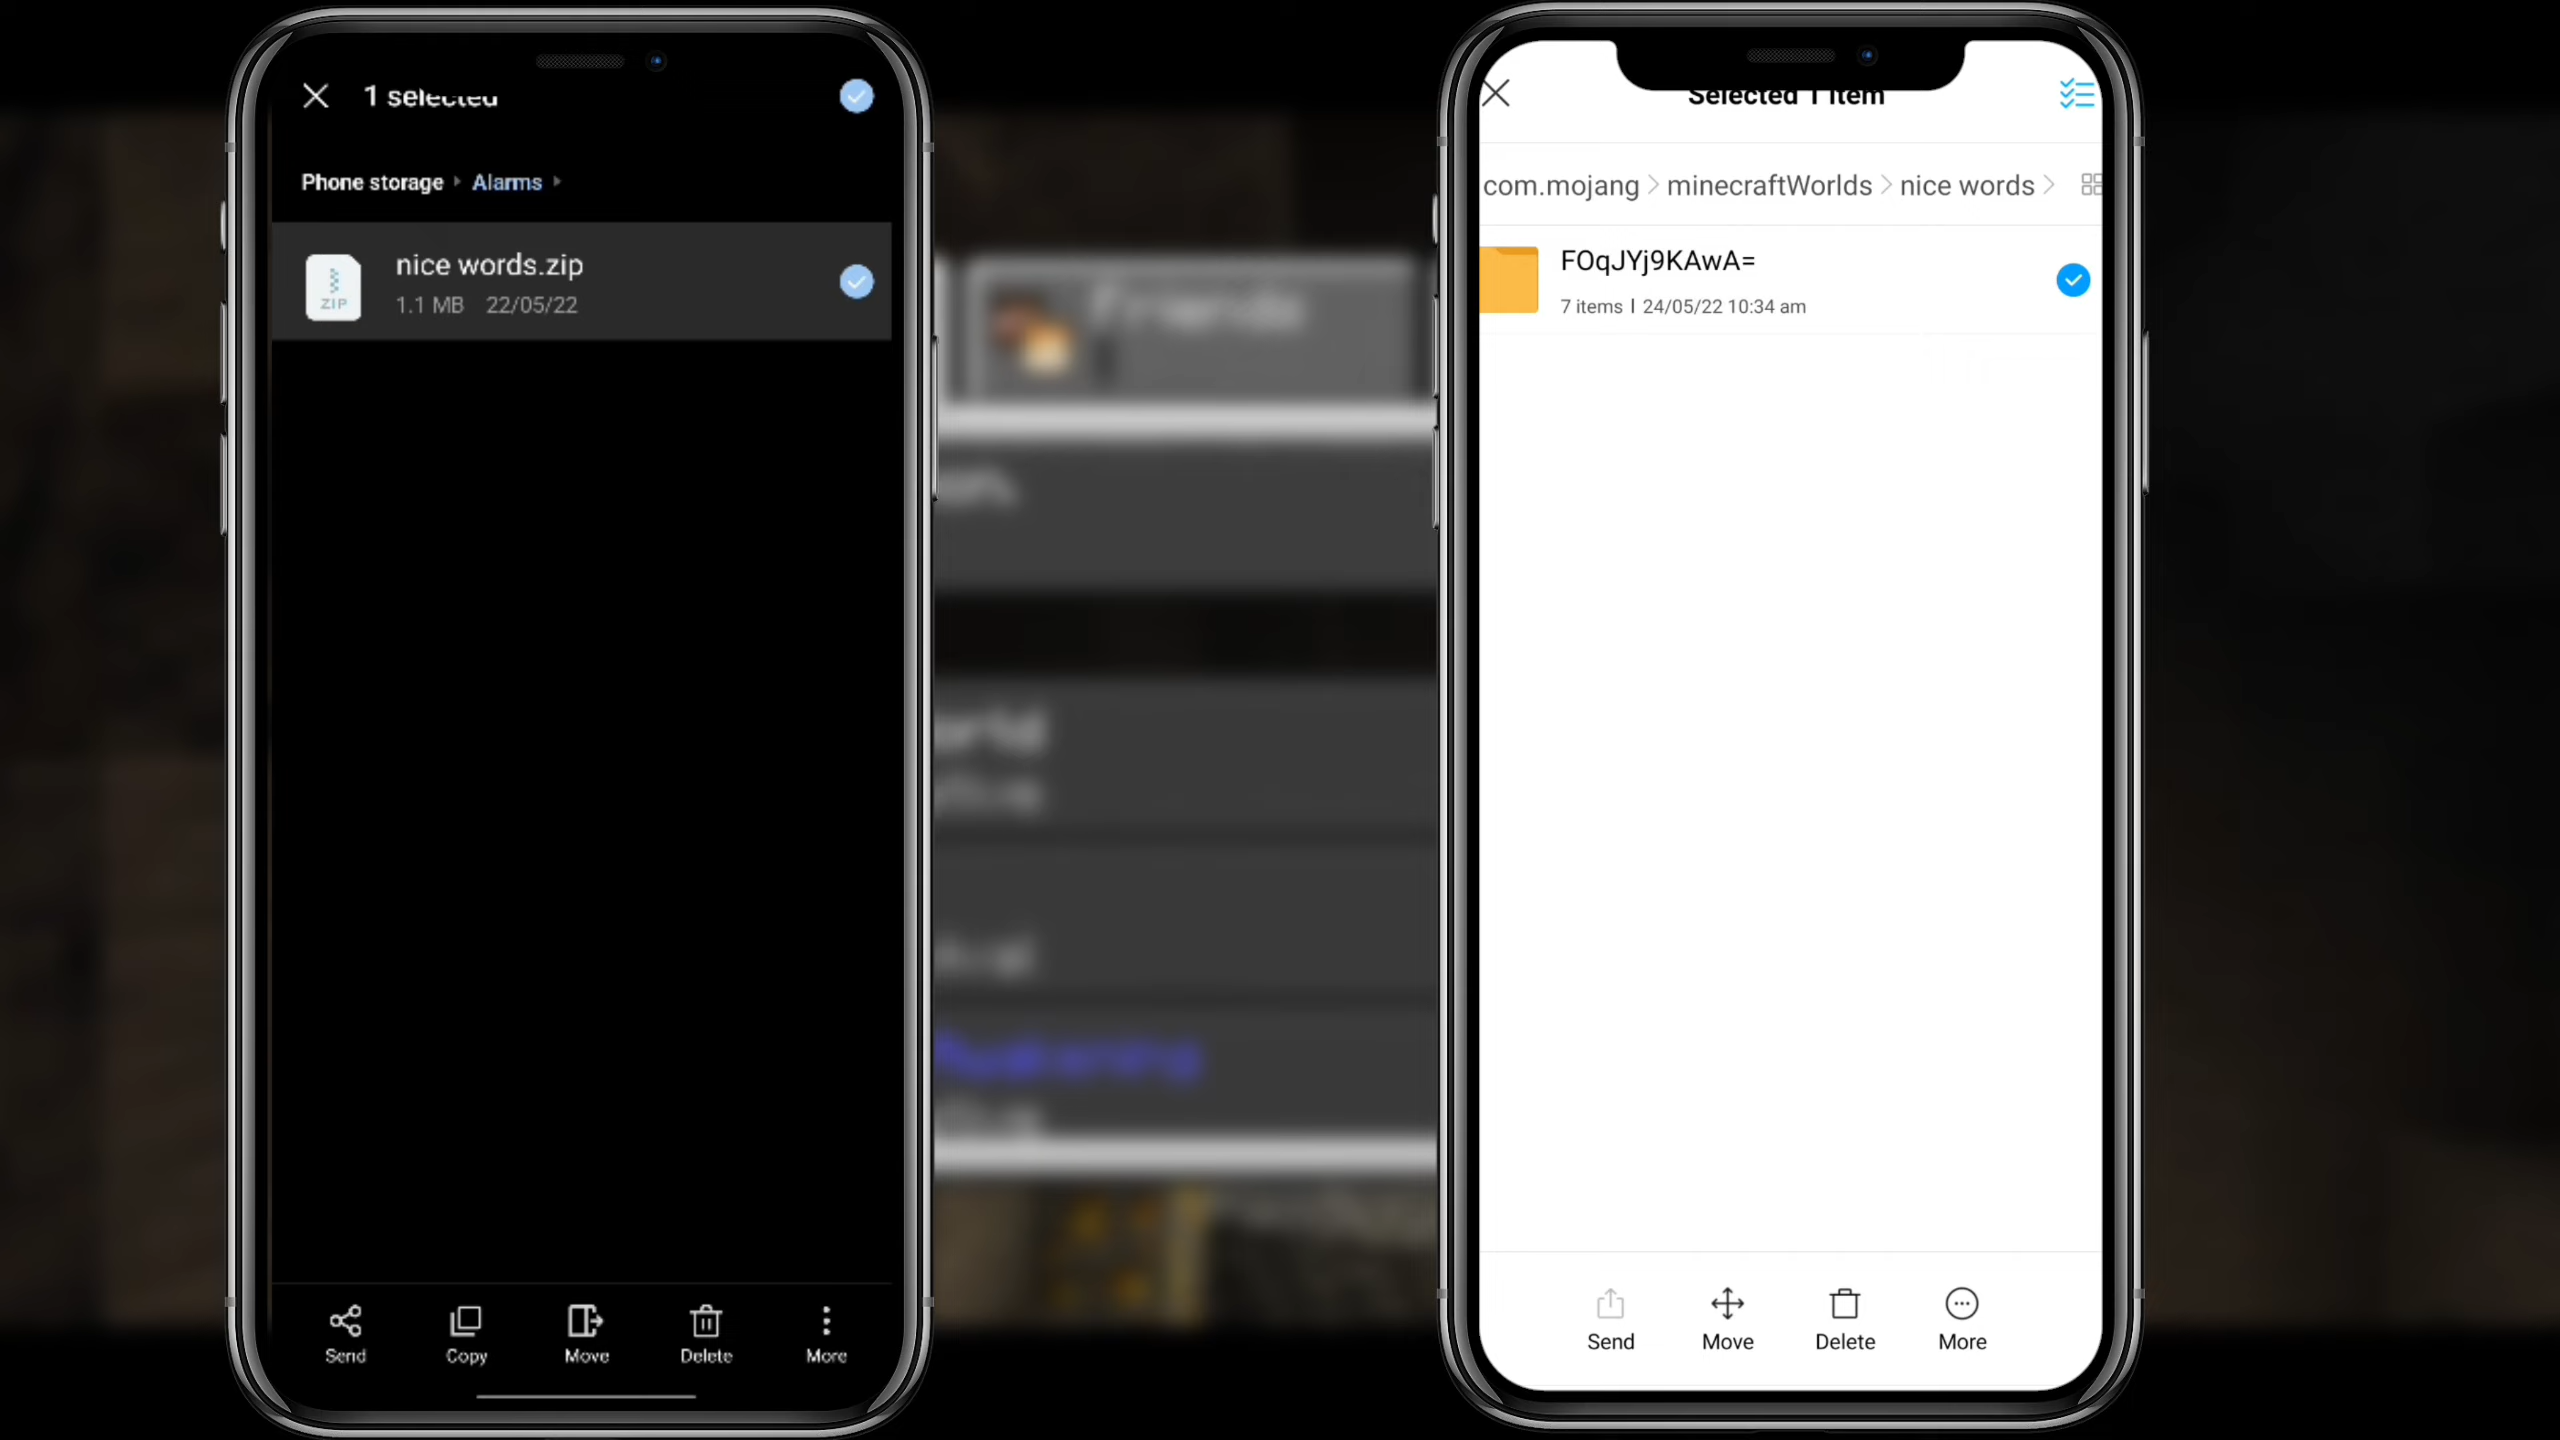 1 selected
Phone storage Alarms
nice words.zip
ZIP
1.1 MB 22/05/22
Send Copy Move Delete More
Friends
Selected 1 item
com.mojang minecraftWorlds nice words
FOqJYj9KAwA=
7 items 24/05/22 10:34 am
Send Move Delete More